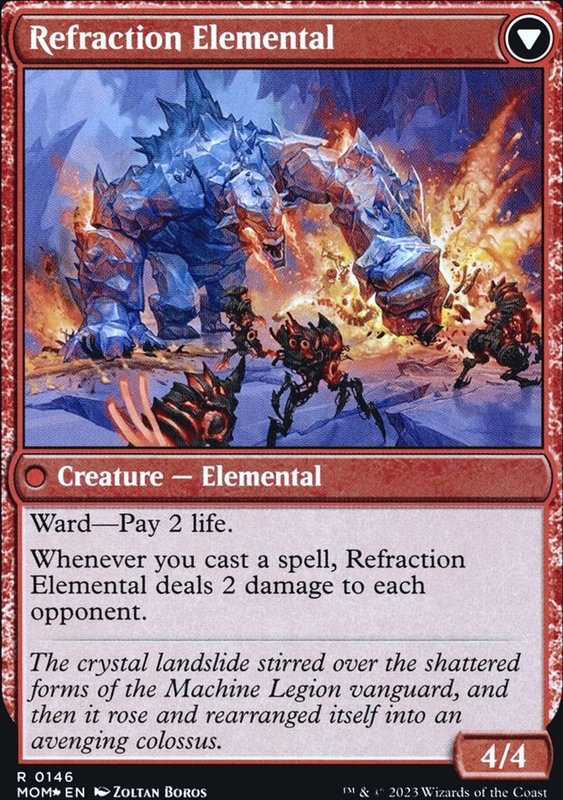 Refraction Elemental
Creature — Elemental
Ward—Pay 2 life.
Whenever you cast a spell, Refraction
Elemental deals 2 damage to each
opponent.
The crystal landslide stirred over the shattered
forms of the Machine Legion vanguard, and
then it rose and rearranged itself into an
avenging colossus.
4/4
R 0146
MOM★EN Zoltan Boros
™ & © 2023 Wizards of the Coast